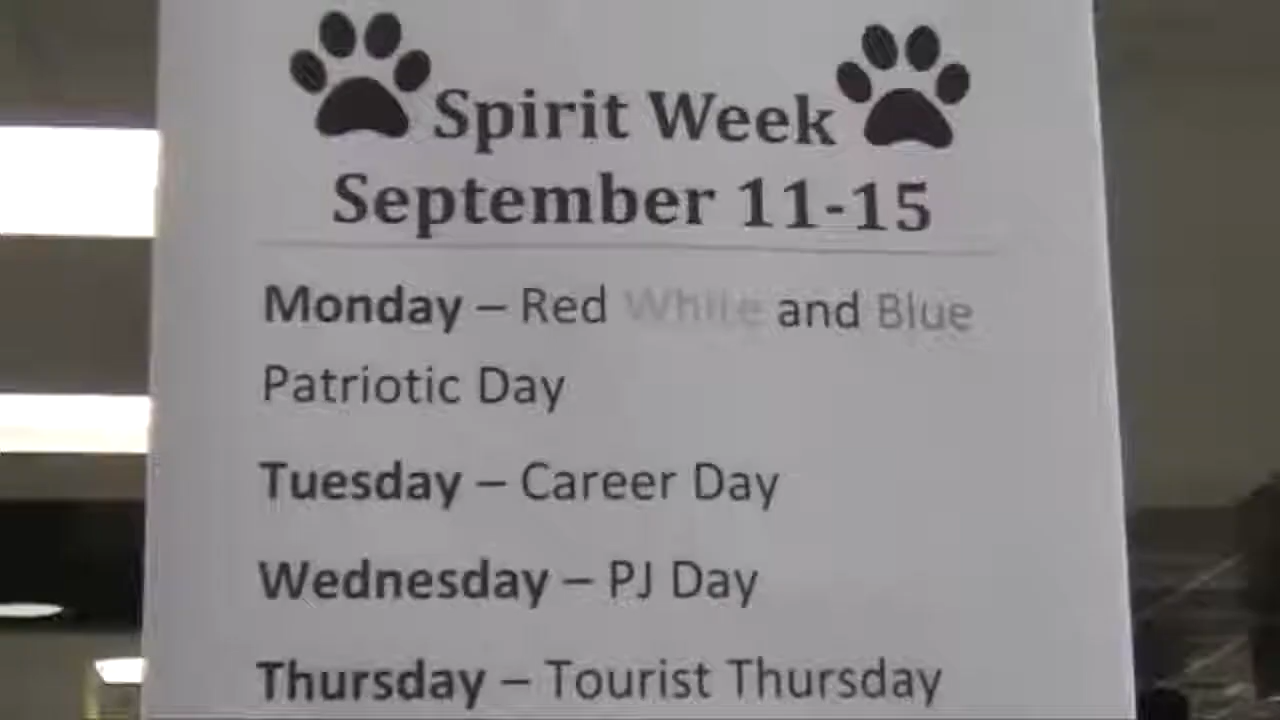 Spirit Week
September 11-15
Monday – Red White and Blue
Patriotic Day
Tuesday – Career Day
Wednesday – PJ Day
Thursday – Tourist Thursday